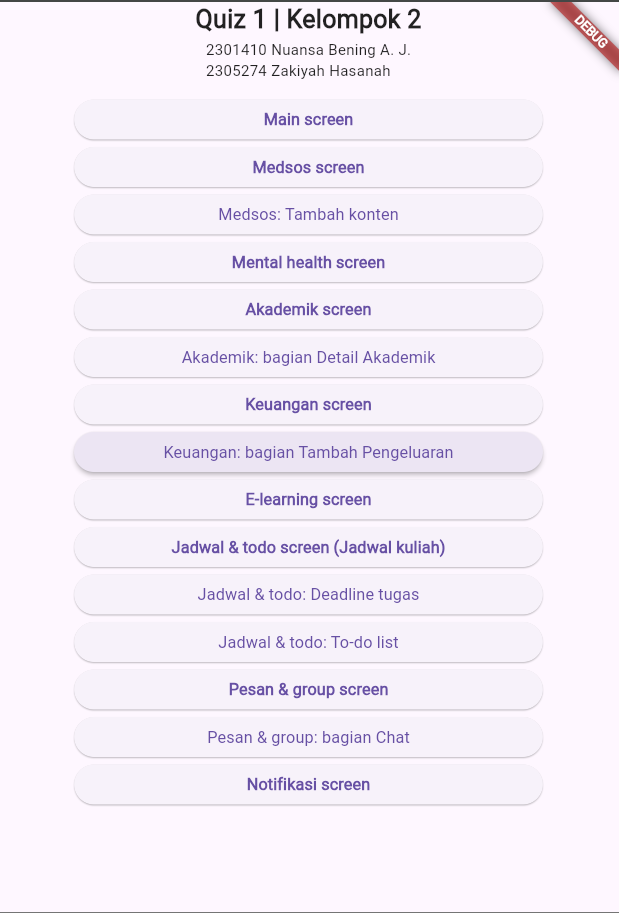 Quiz 1 | Kelompok 2
DEBUG
2301410 Nuansa Bening A. J.
2305274 Zakiyah Hasanah
Main screen
Medsos screen
Medsos: Tambah konten
Mental health screen
Akademik screen
Akademik: bagian Detail Akademik
Keuangan screen
Keuangan: bagian Tambah Pengeluaran
E-learning screen
Jadwal & todo screen (Jadwal kuliah)
Jadwal & todo: Deadline tugas
Jadwal & todo: To-do list
Pesan & group screen
Pesan & group: bagian Chat
Notifikasi screen